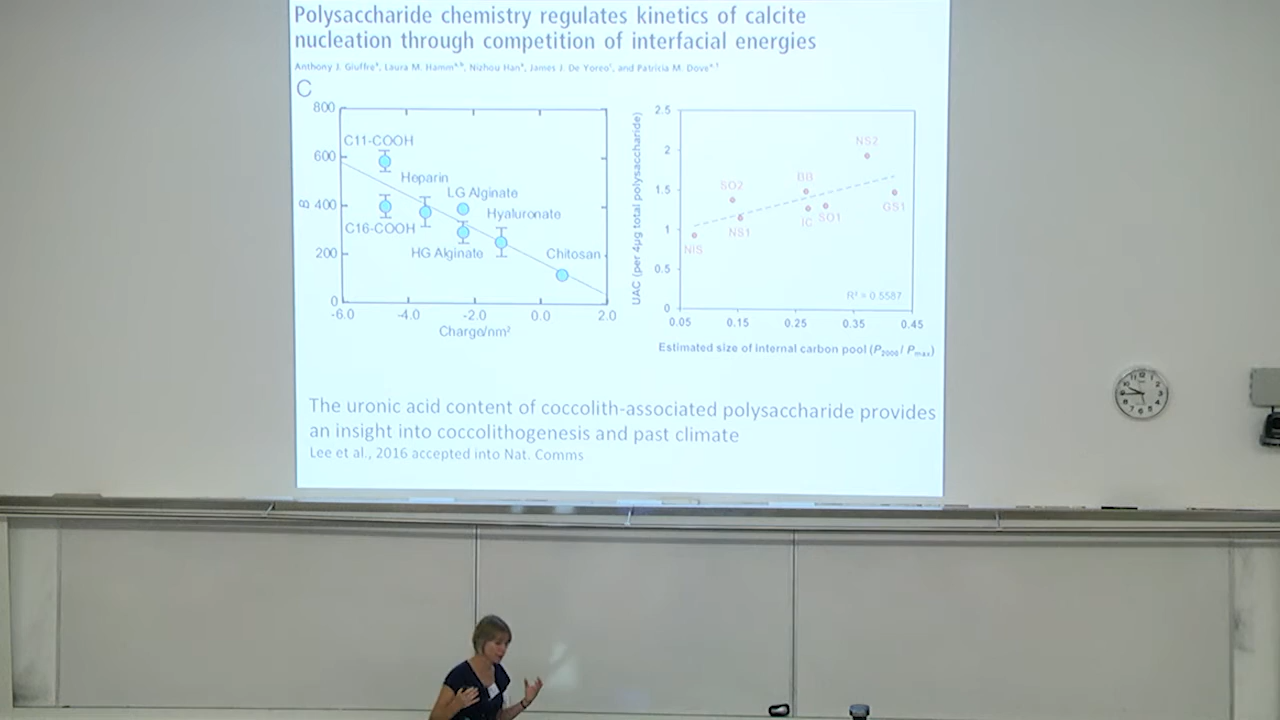 Polysaccharide chemistry regulates kinetics of calcite
nucleation through competition of interfacial energies
Anthony J. Giuffre, Laura M. Hamm, Nizhou Han, James J. De Yoreo, and Patricia M. Dove
C
800
600
400
200
0
B
C11-COOH
Heparin
LG Alginate
Hyaluronate
C16-COOH
HG Alginate
Chitosan
-6.0 -4.0 -2.0 0.0 2.0
Charge/nm²
UAC (per 4µg total polysaccharide)
2.5
2
1.5
1
0.5
0
NS2
SO2
BB
GS1
IC
SO1
NS1
NIS
R² = 0.5587
0.05 0.15 0.25 0.35 0.45
Estimated size of internal carbon pool (P2000/ Pmax)
The uronic acid content of coccolith-associated polysaccharide provides
an insight into coccolithogenesis and past climate
Lee et al., 2016 accepted into Nat. Comms